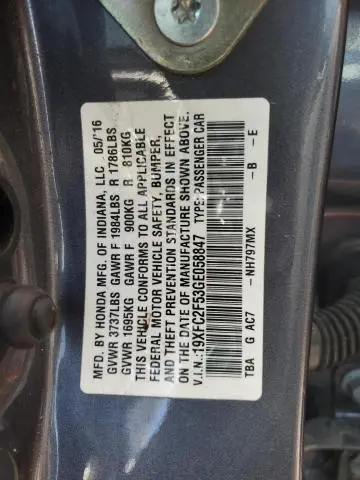 MFD. BY HONDA MFG. OF INDIANA, LLC 05/16
GVWR 3737LBS GAWR F 1984LBS R 1786LBS
GVWR 1695KG GAWR F 900KG R 810KG
THIS VEHICLE CONFORMS TO ALL APPLICABLE
FEDERAL MOTOR VEHICLE SAFETY, BUMPER,
AND THEFT PREVENTION STANDARDS IN EFFECT
ON THE DATE OF MANUFACTURE SHOWN ABOVE.
V.I.N.:19XFC2F53GE058847 TYPE:PASSENGER CAR
TBA G AC7 -NH797MX -B -E